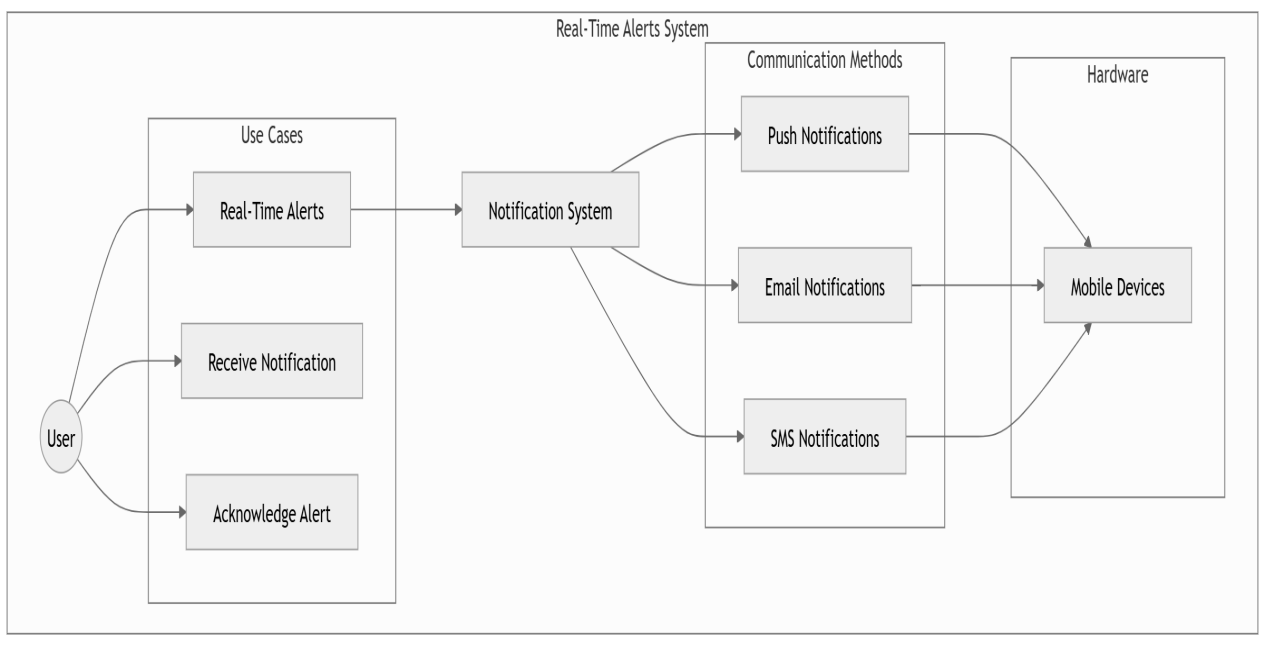 Real-Time Alerts System
Communication Methods
Hardware
Use Cases
Push Notifications
Real-Time Alerts
Notification System
Email Notifications
Mobile Devices
Receive Notification
User
SMS Notifications
Acknowledge Alert